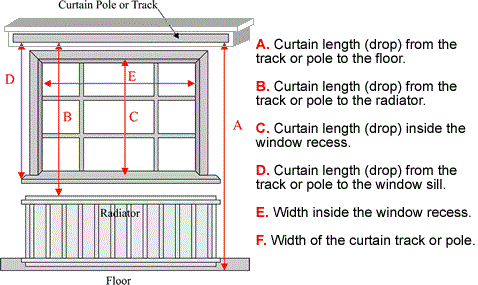 Curtain Pole or Track
D
E
B
C
A
Radiator
Floor
A. Curtain length (drop) from the
track or pole to the floor.
B. Curtain length (drop) from the
track or pole to the radiator.
C. Curtain length (drop) inside the
window recess.
D. Curtain length (drop) from the
track or pole to the window sill.
E. Width inside the window recess.
F. Width of the curtain track or pole.